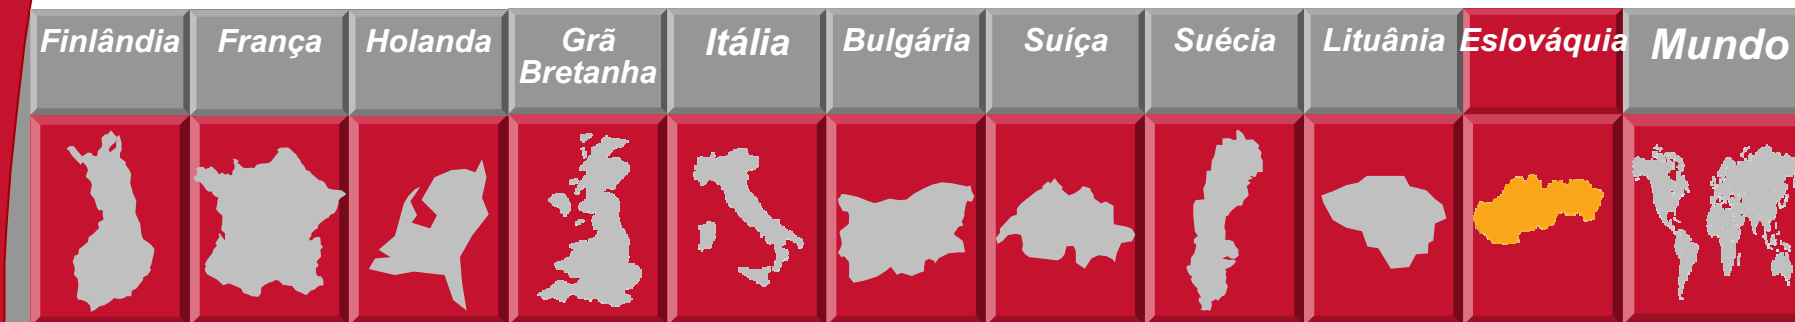 Finlândia
França
Holanda
Grã
Bretanha
Itália
Bulgária
Suíça
Suécia
Lituânia
Eslováquia
Mundo